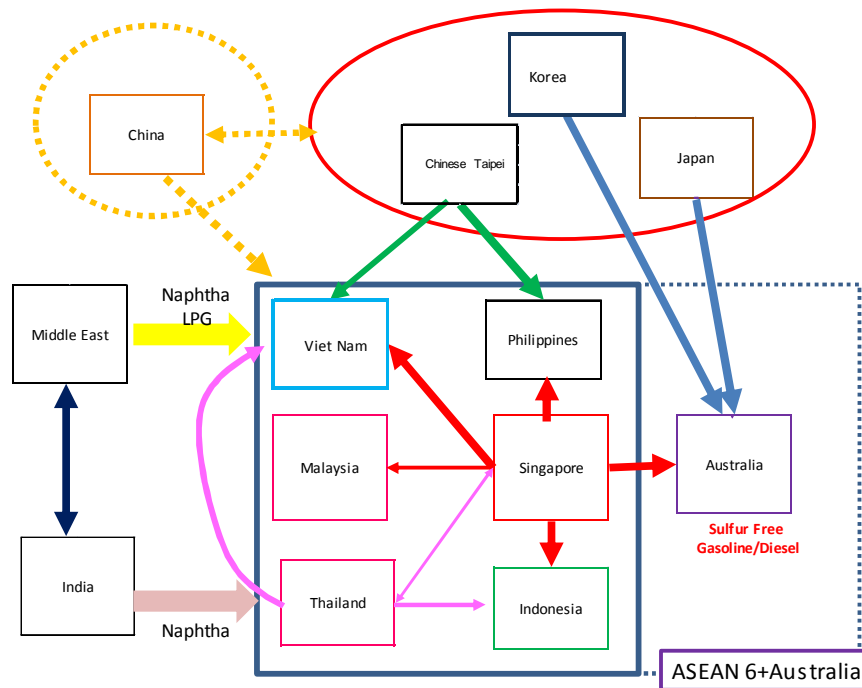 Korea
China
Chinese Taipei
Japan
Naphtha
LPG
Middle East
Viet Nam
Philippines
Malaysia
Singapore
Australia
Sulfur Free
Gasoline/Diesel
India
Thailand
Indonesia
Naphtha
ASEAN 6+Australia